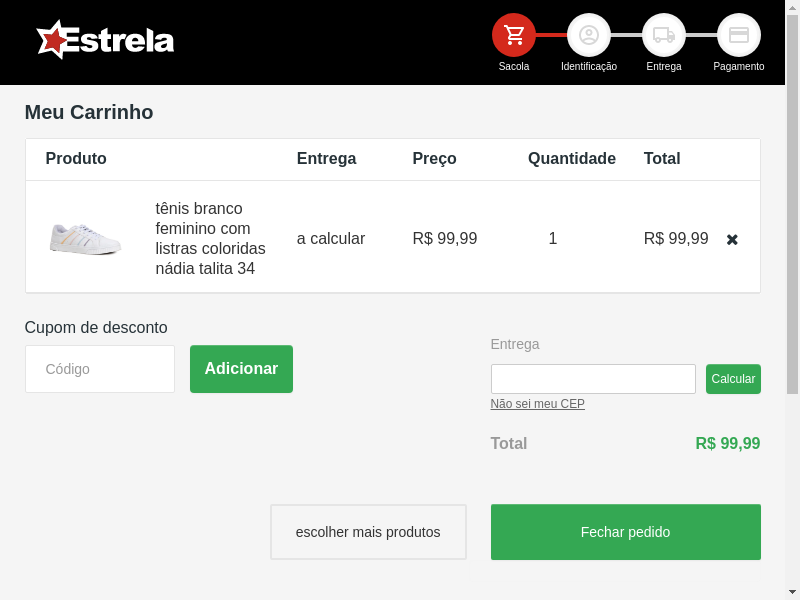 Estrela
Sacola
Identificação
Entrega
Pagamento
Meu Carrinho
Produto
Entrega
Preço
Quantidade
Total
tênis branco
feminino com
listras coloridas
nádia talita 34
a calcular
R$ 99,99
1
R$ 99,99
Cupom de desconto
Código
Adicionar
Entrega
Calcular
Não sei meu CEP
Total
R$ 99,99
escolher mais produtos
Fechar pedido